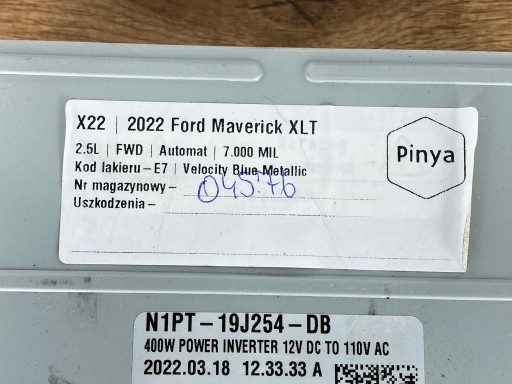 X22 | 2022 Ford Maverick XLT
2.5L | FWD | Automat | 7.000 MIL
Kod lakieru – E7 | Velocity Blue Metallic
Nr magazynowy – 04576
Uszkodzenia –
Pinya
N1PT-19J254-DB
400W POWER INVERTER 12V DC TO 110V AC
2022.03.18 12.33.33 A